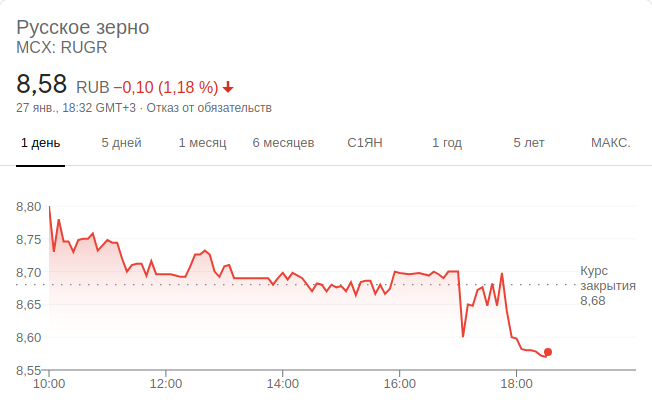 Русское зерно
MCX: RUGR
8,58 RUB −0,10 (1,18 %)
27 янв., 18:32 GMT+3 · Отказ от обязательств
1 день 5 дней 1 месяц 6 месяцев С1ЯН 1 год 5 лет МАКС.
8,80
8,75
8,70
8,65
8,60
8,55
Курс
закрытия
8,68
10:00 12:00 14:00 16:00 18:00